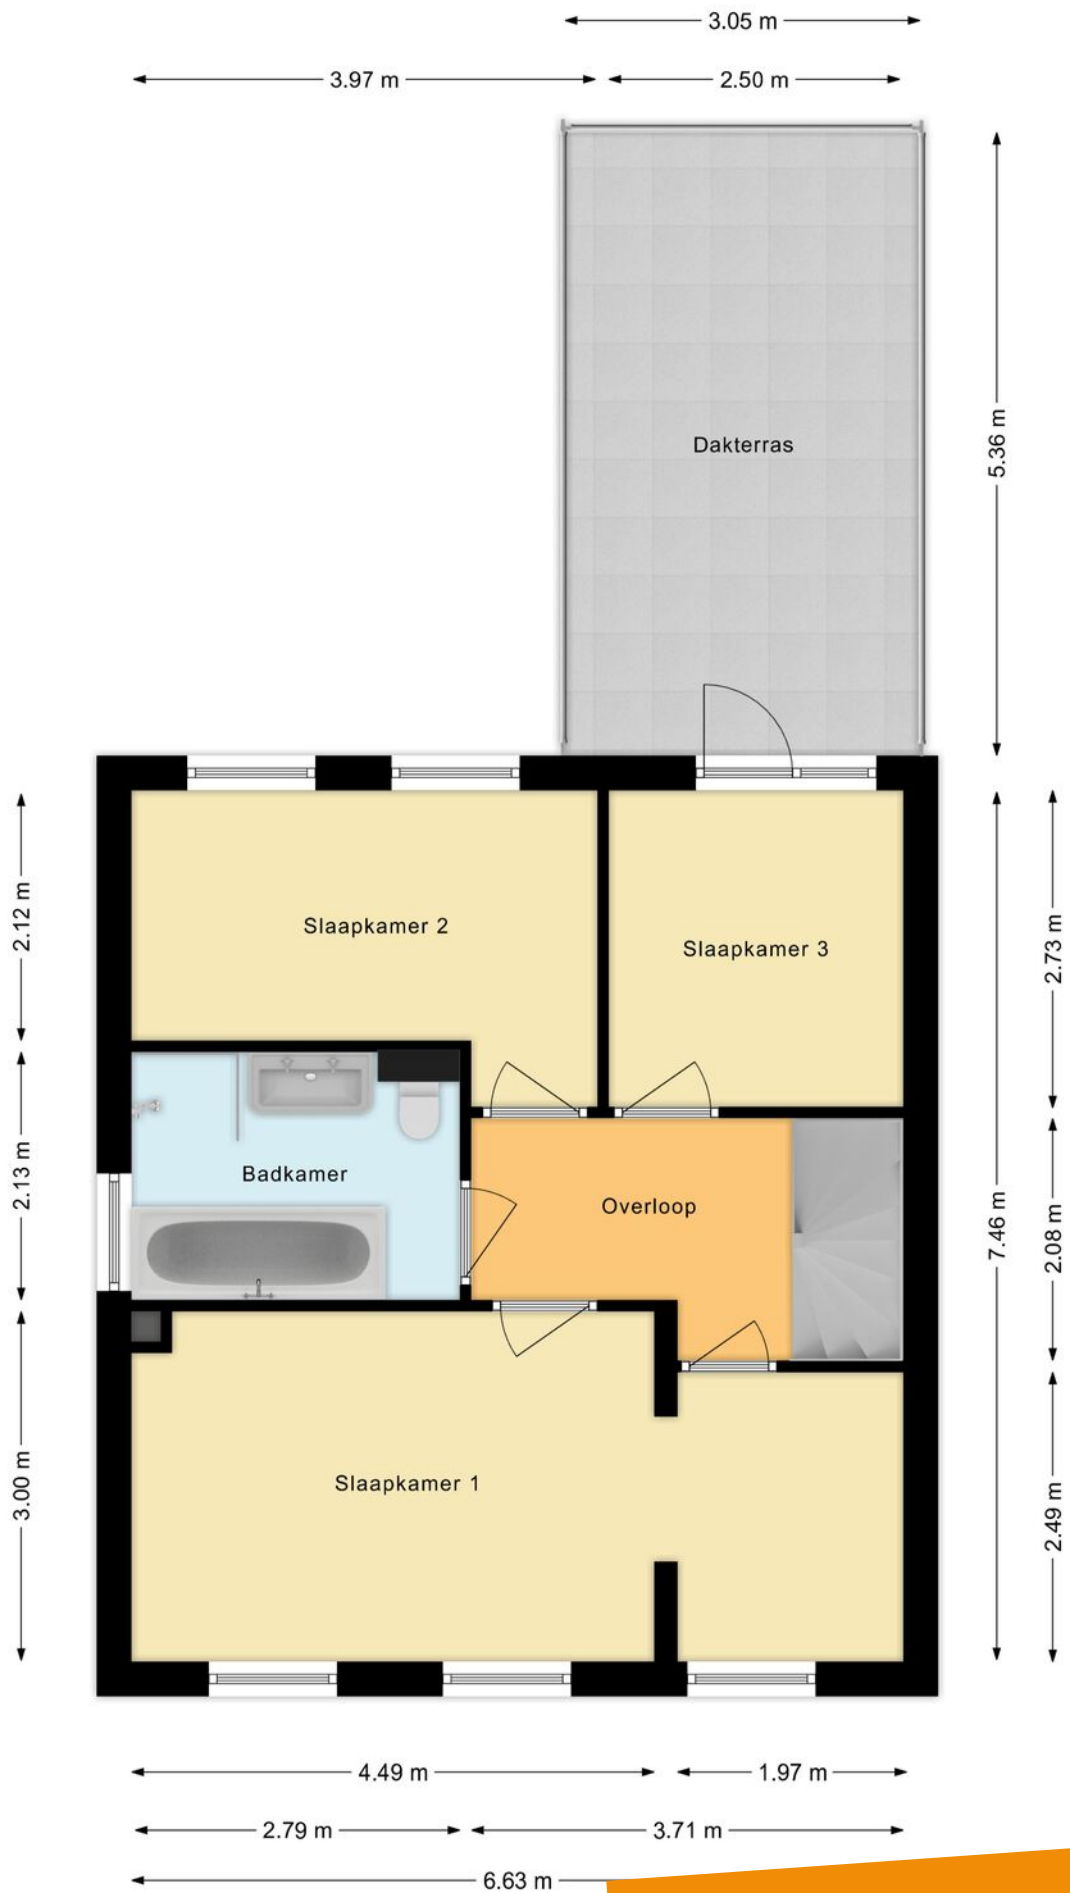 3.05 m
3.97 m
2.50 m
5.36 m
Dakterras
2.12 m
Slaapkamer 2
Slaapkamer 3
2.73 m
2.13 m
Badkamer
Overloop
7.46 m
2.08 m
3.00 m
Slaapkamer 1
2.49 m
4.49 m
1.97 m
2.79 m
3.71 m
6.63 m